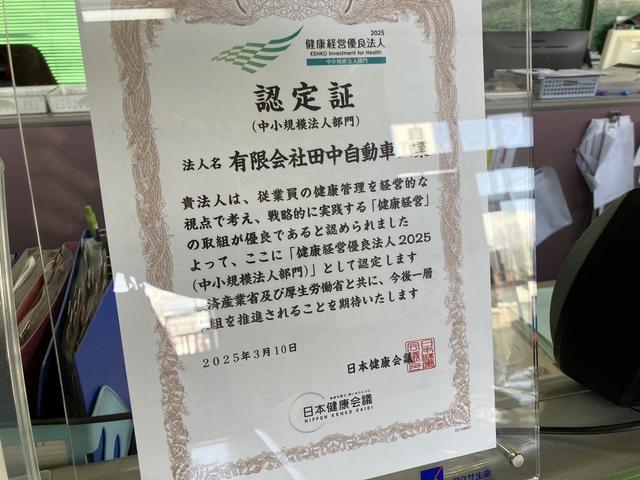 2025
健康経営優良法人
KENKO Investment for Health
中小規模法人部門
認定証
(中小規模法人部門)
法人名 有限会社田中自動車工業
貴法人は、従業員の健康管理を経営的な
視点で考え、戦略的に実践する「健康経営」
の取組が優良であると認められました
よって、ここに「健康経営優良法人2025
(中小規模法人部門)」として認定します
済産業省及び厚生労働省と共に、今後一層
組を推進されることを期待いたします
2025年3月10日
日本健康会議
日本健康会議
NIPPON KENKO KAIGI
アクサ生命